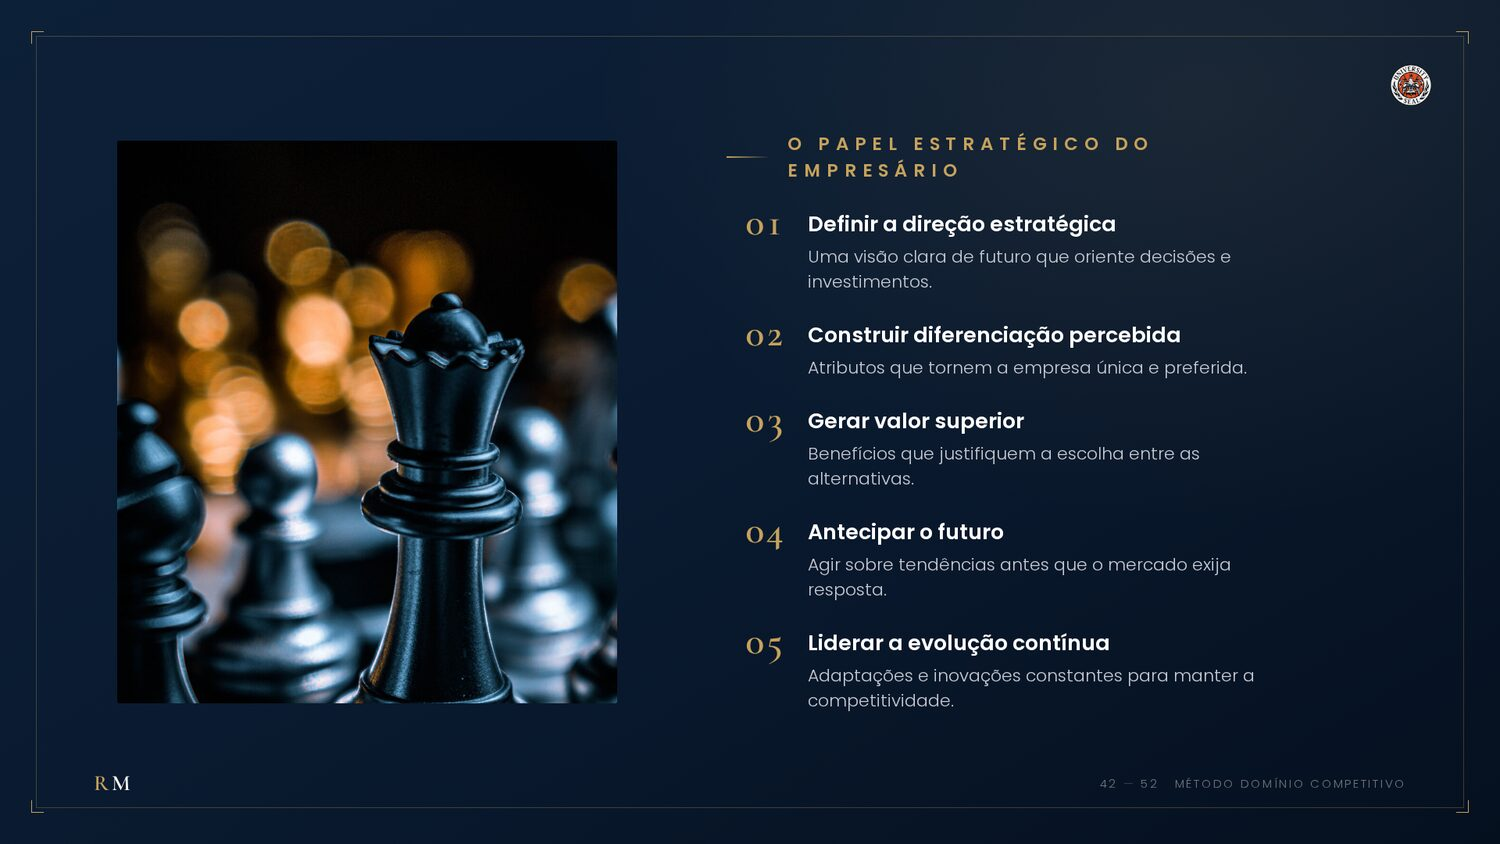 UNIVERSITY
SEAL
O PAPEL ESTRATÉGICO DO
EMPRESÁRIO
01 Definir a direção estratégica
Uma visão clara de futuro que oriente decisões e
investimentos.
02 Construir diferenciação percebida
Atributos que tornem a empresa única e preferida.
03 Gerar valor superior
Benefícios que justifiquem a escolha entre as
alternativas.
04 Antecipar o futuro
Agir sobre tendências antes que o mercado exija
resposta.
05 Liderar a evolução contínua
Adaptações e inovações constantes para manter a
competitividade.
RM
42 — 52 MÉTODO DOMÍNIO COMPETITIVO